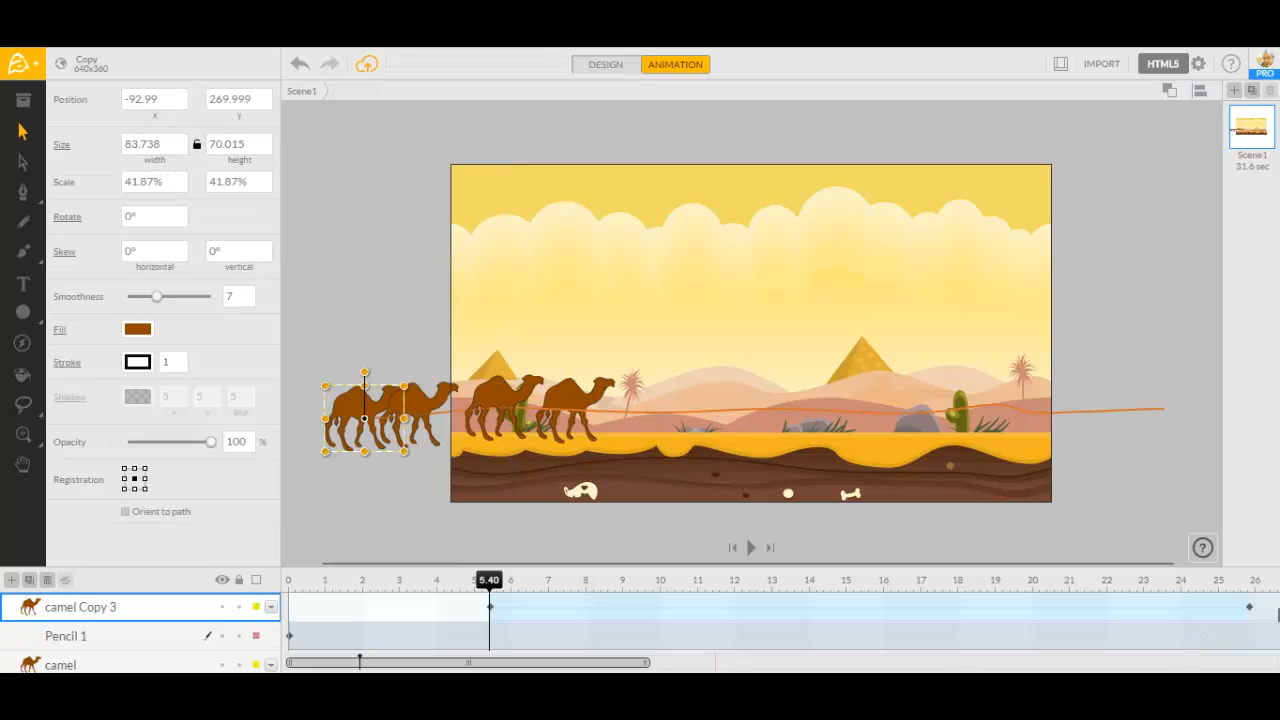 Copy
640x360
DESIGN ANIMATION
IMPORT HTML5 ?
PRO
Position -92.99 269.999
x y
Scene1
Size 83.738 70.015
width height
Scale 41.87% 41.87%
Scene1
31.6 sec
Rotate 0°
Skew 0° 0°
horizontal vertical
Smoothness 7
Fill
Stroke 1
Shadow 5 5 5
x y blur
Opacity 100 %
Registration
Orient to path
?
0 1 2 3 4 5 5.40 6 7 8 9 10 11 12 13 14 15 16 17 18 19 20 21 22 23 24 25 26
camel Copy 3
Pencil 1
camel